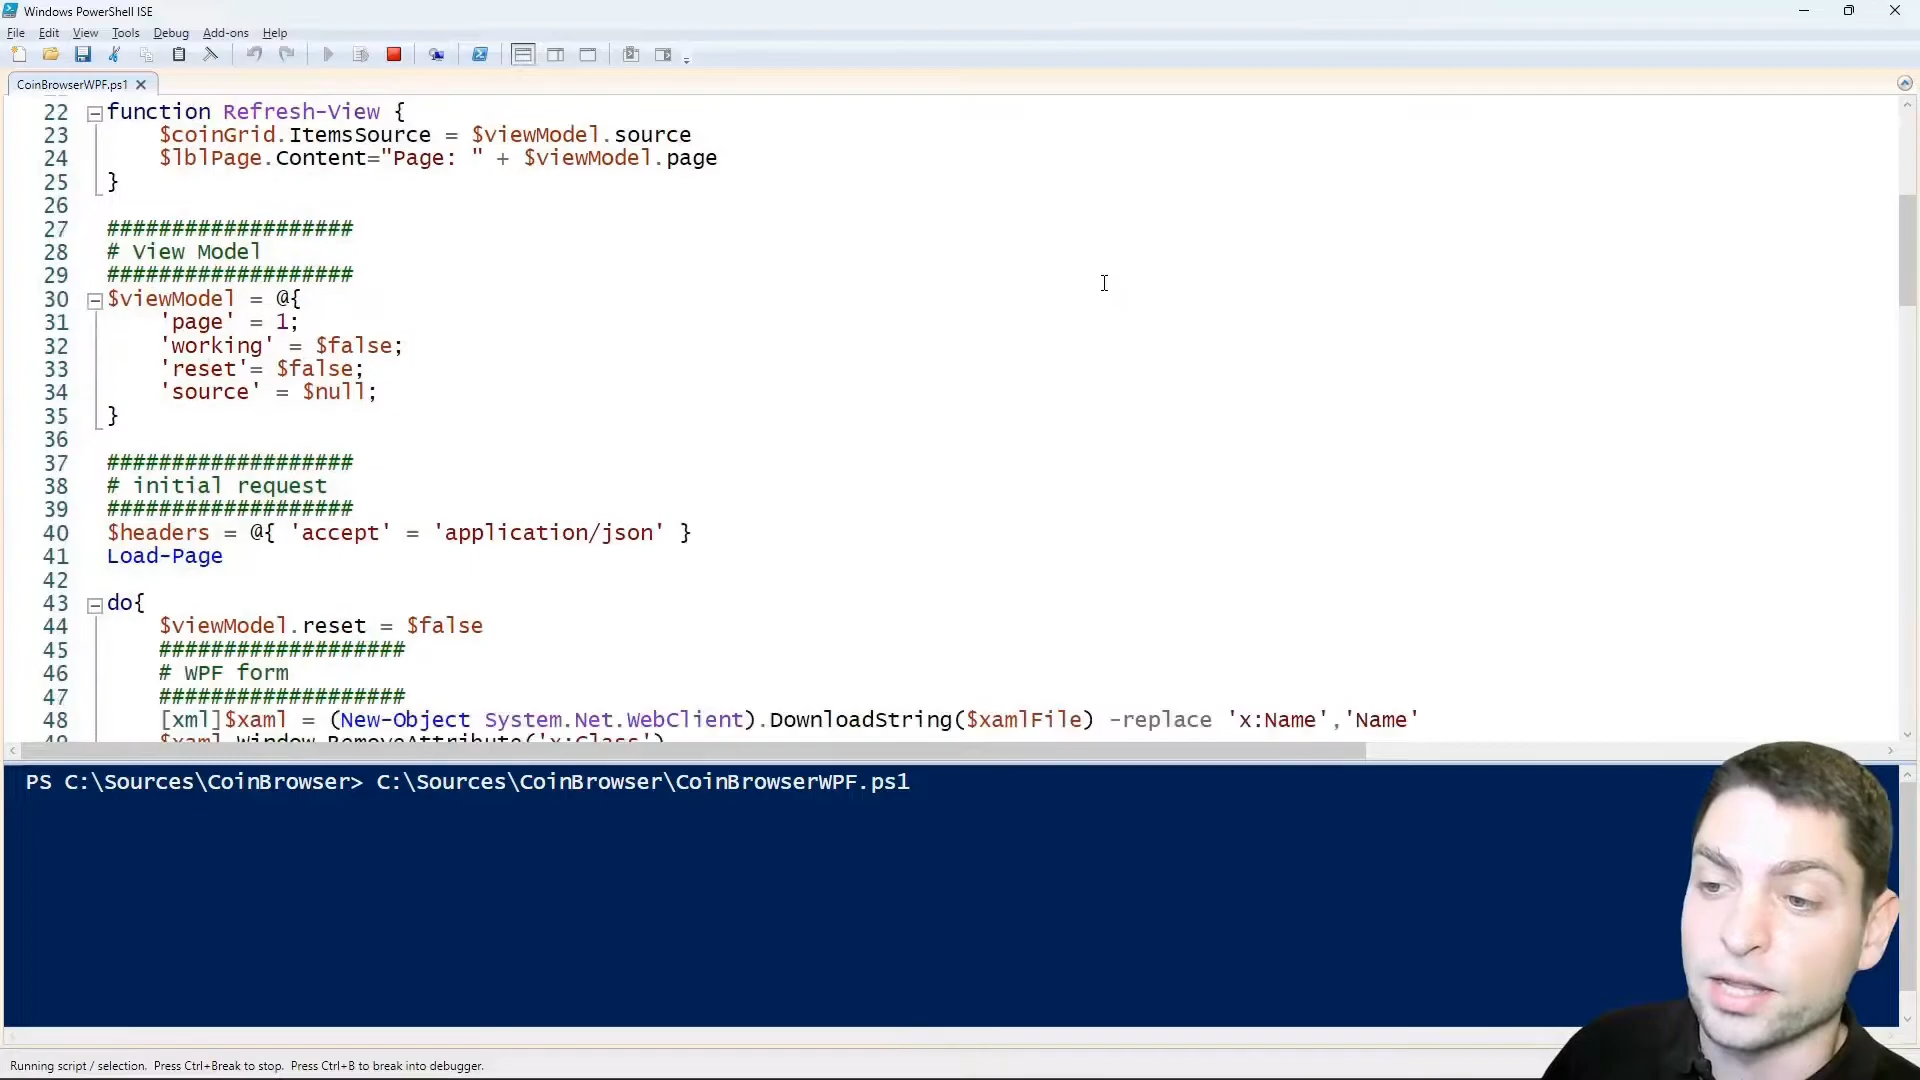 Windows PowerShell ISE
File Edit View Tools Debug Add-ons Help
CoinBrowserWPF.ps1
22 function Refresh-View {
23 $coinGrid.ItemsSource = $viewModel.source
24 $lblPage.Content="Page: " + $viewModel.page
25 }
26
27 ###################
28 # View Model
29 ###################
30 $viewModel = @{
31 'page' = 1;
32 'working' = $false;
33 'reset'= $false;
34 'source' = $null;
35 }
36
37 ###################
38 # initial request
39 ###################
40 $headers = @{ 'accept' = 'application/json' }
41 Load-Page
42
43 do{
44 $viewModel.reset = $false
45 ###################
46 # WPF form
47 ###################
48 [xml]$xaml = (New-Object System.Net.WebClient).DownloadString($xamlFile) -replace 'x:Name','Name'
49 $xaml.Window.RemoveAttribute('x:Class')
PS C:\Sources\CoinBrowser> C:\Sources\CoinBrowser\CoinBrowserWPF.ps1
Running script / selection. Press Ctrl+Break to stop. Press Ctrl+B to break into debugger.